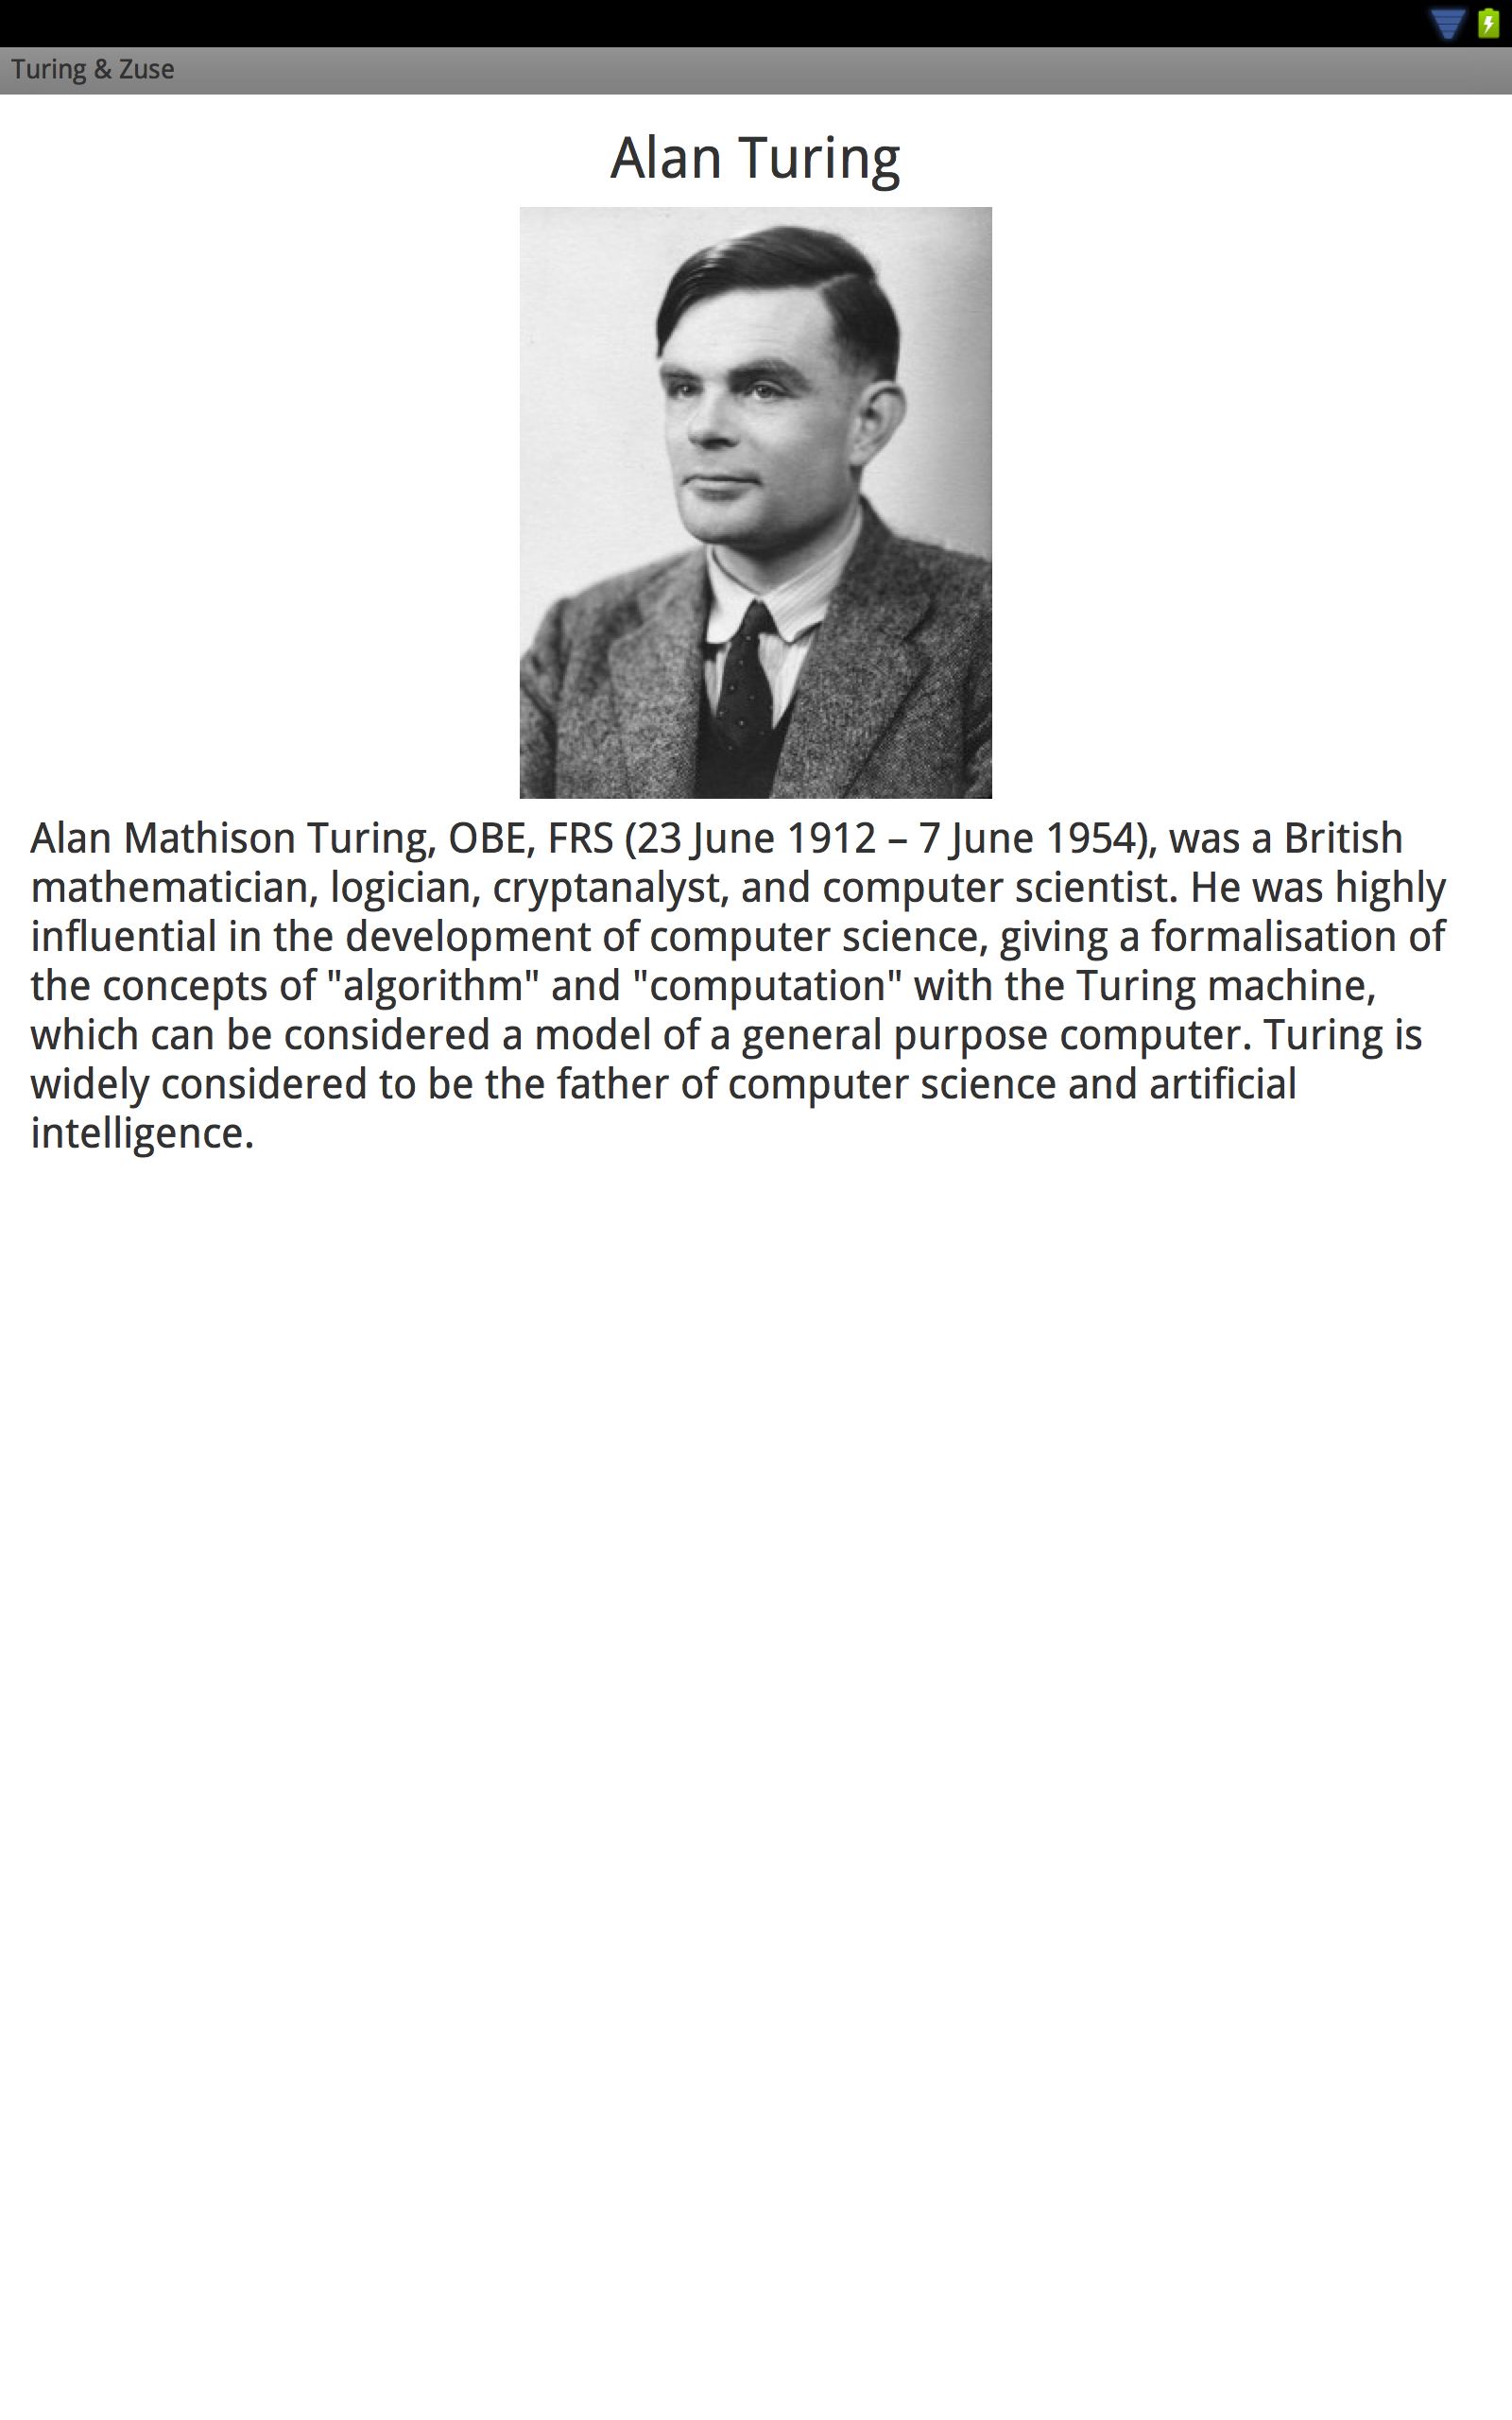 Turing & Zuse
Alan Turing
Alan Mathison Turing, OBE, FRS (23 June 1912 – 7 June 1954), was a British
mathematician, logician, cryptanalyst, and computer scientist. He was highly
influential in the development of computer science, giving a formalisation of
the concepts of "algorithm" and "computation" with the Turing machine,
which can be considered a model of a general purpose computer. Turing is
widely considered to be the father of computer science and artificial
intelligence.